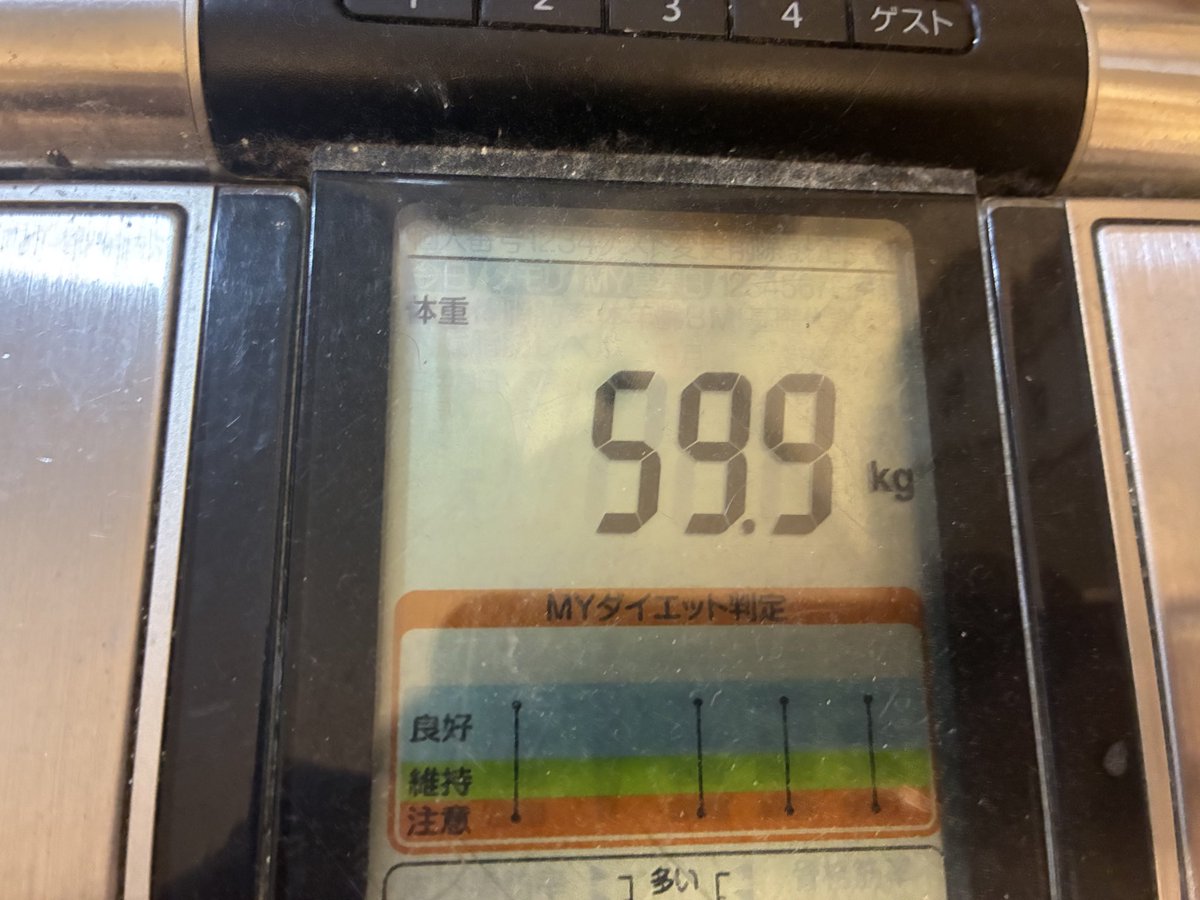 1 2 3 4 ゲスト
体重
59.9 kg
MYダイエット判定
良好
維持
注意
多い